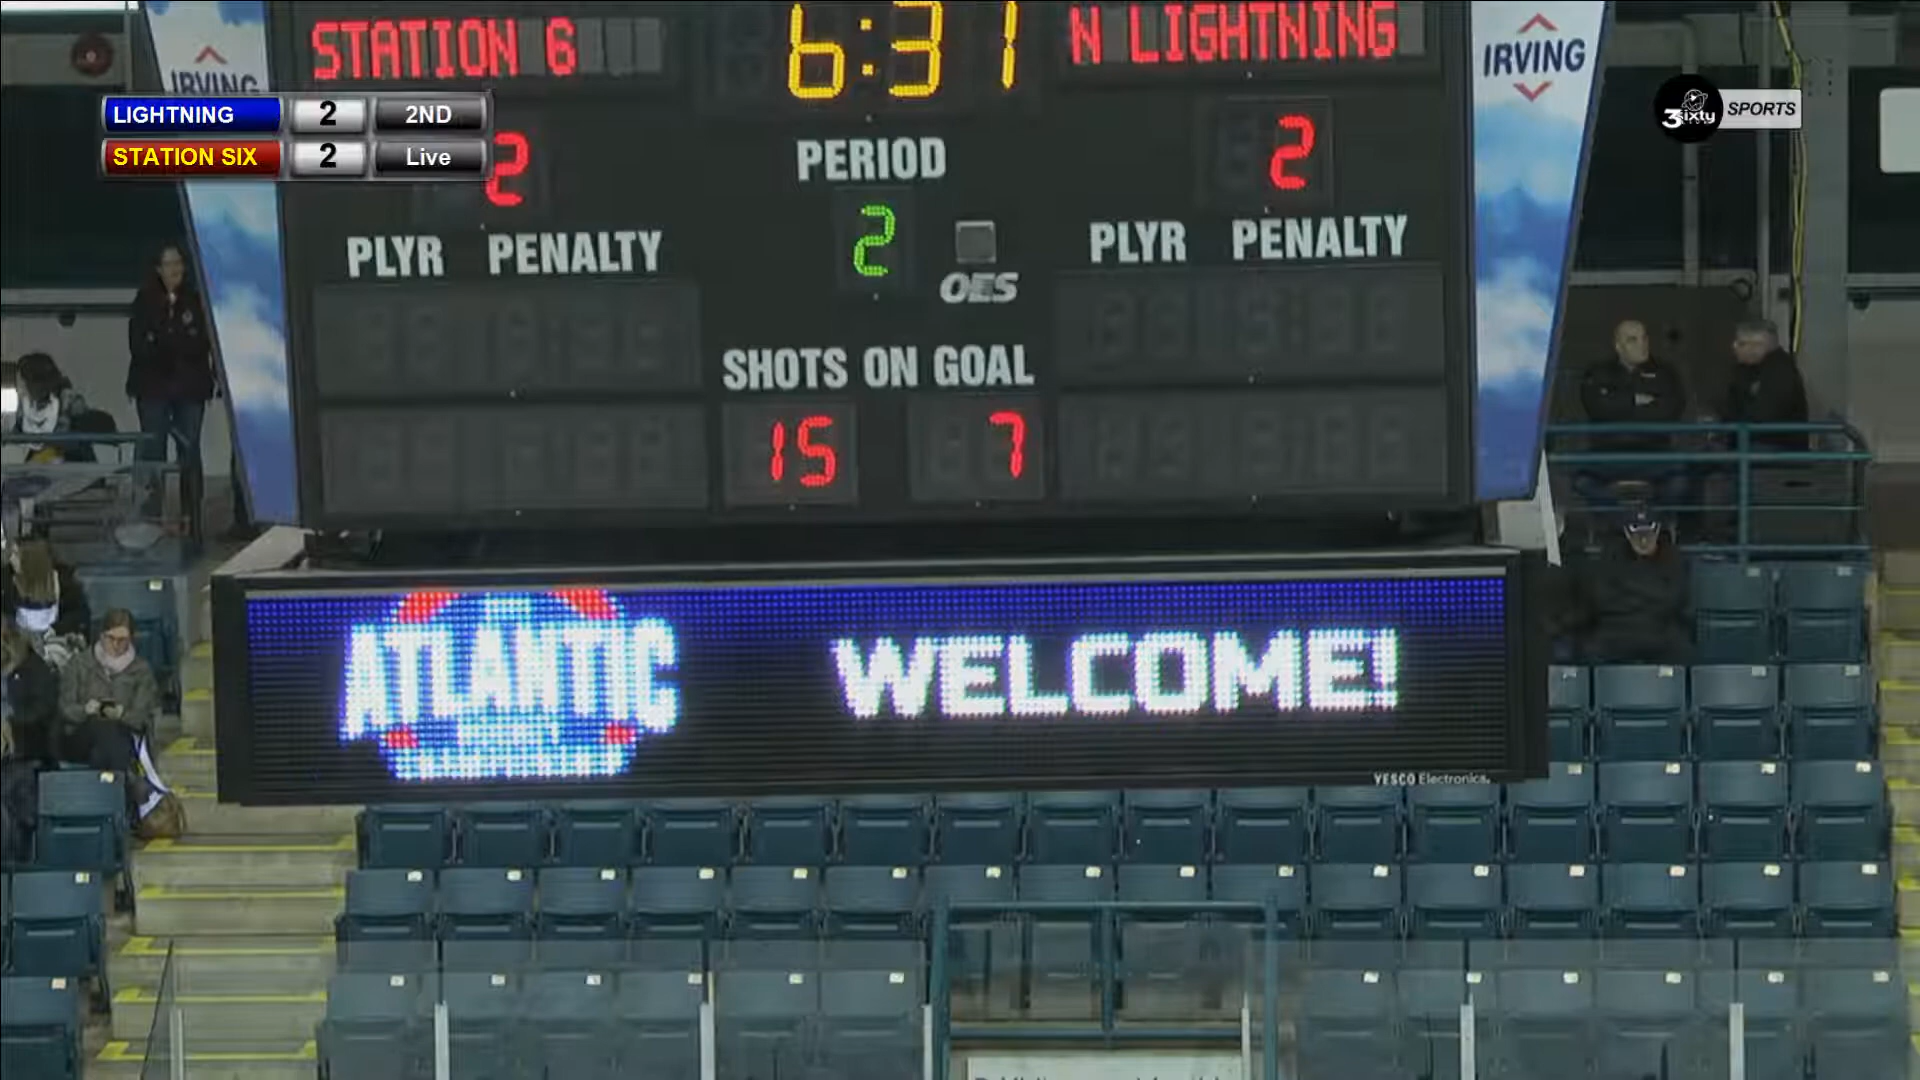 STATION 6
6:31
N LIGHTNING
IRVING
IRVING
LIGHTNING 2 2ND
STATION SIX 2 Live
3sixty SPORTS
2
PERIOD
2
2
PLYR PENALTY
PLYR PENALTY
OES
SHOTS ON GOAL
15 7
ATLANTIC
WELCOME!
YESCO Electronics.